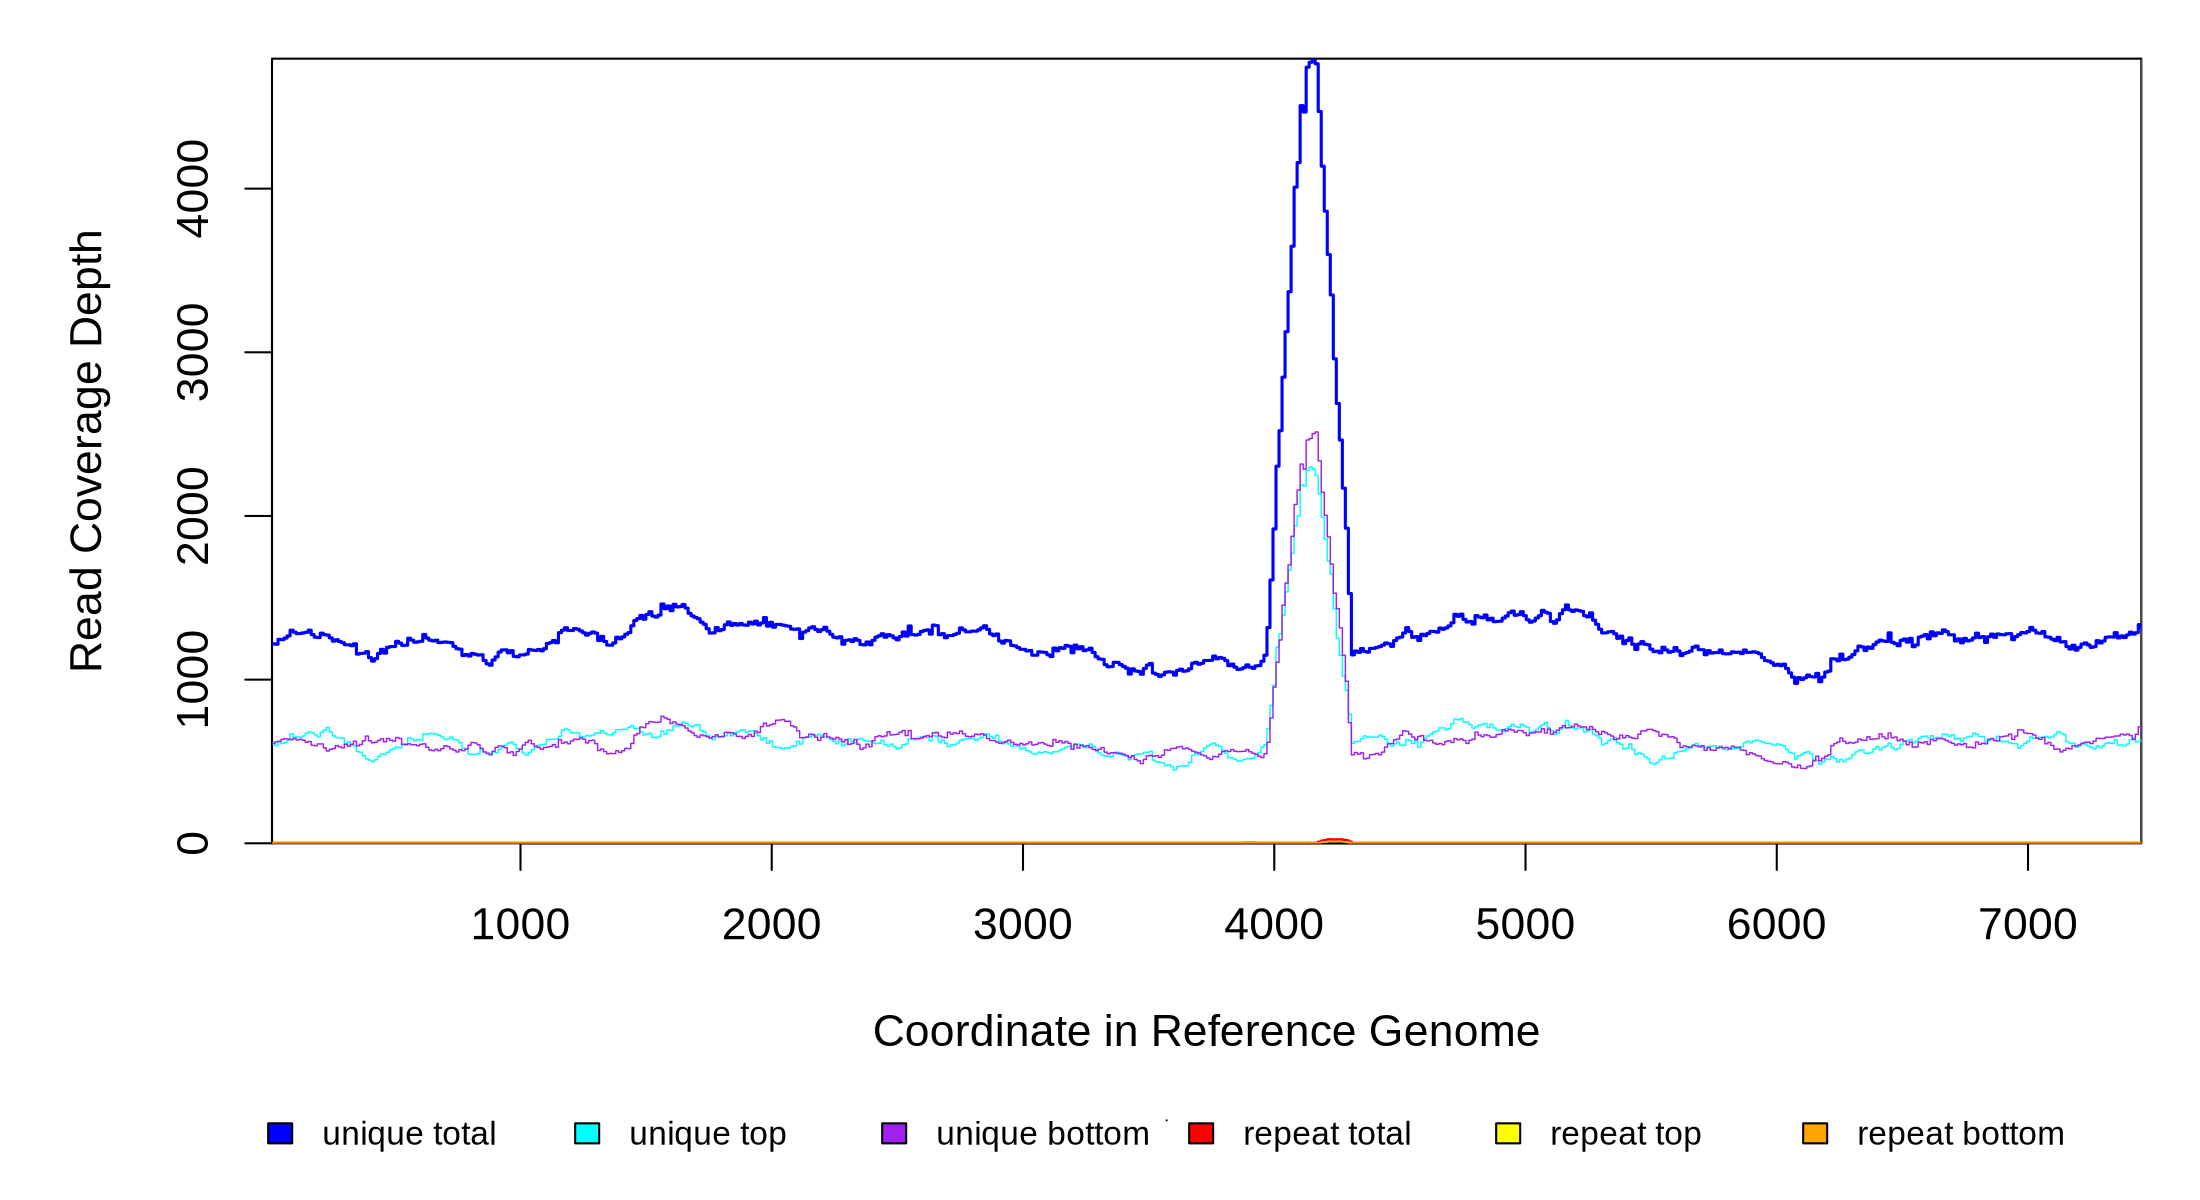 Read Coverage Depth
4000
3000
2000
1000
0
1000 2000 3000 4000 5000 6000 7000
Coordinate in Reference Genome
unique total unique top unique bottom repeat total repeat top repeat bottom